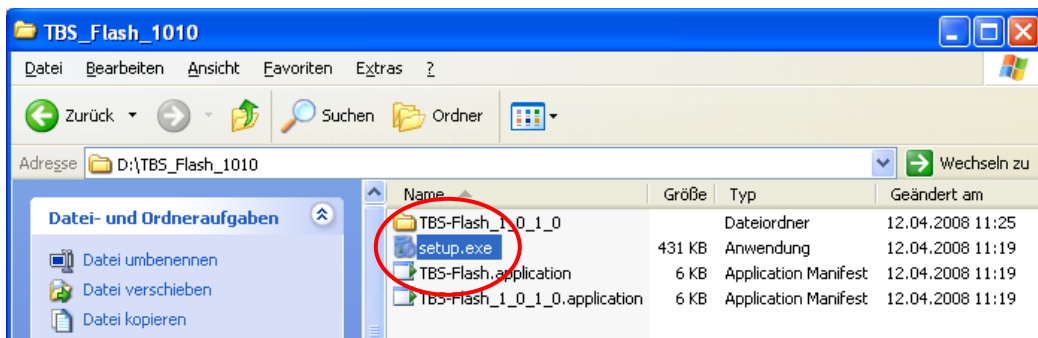 TBS_Flash_1010
Datei Bearbeiten Ansicht Favoriten Extras ?
Zurück Suchen Ordner
Adresse D:\TBS_Flash_1010 Wechseln zu
Name Größe Typ Geändert am
Datei- und Ordneraufgaben
TBS-Flash_1_0_1_0 Dateiordner 12.04.2008 11:25
setup.exe 431 KB Anwendung 12.04.2008 11:19
Datei umbenennen
TBS-Flash.application 6 KB Application Manifest 12.04.2008 11:19
Datei verschieben
TBS-Flash_1_0_1_0.application 6 KB Application Manifest 12.04.2008 11:19
Datei kopieren